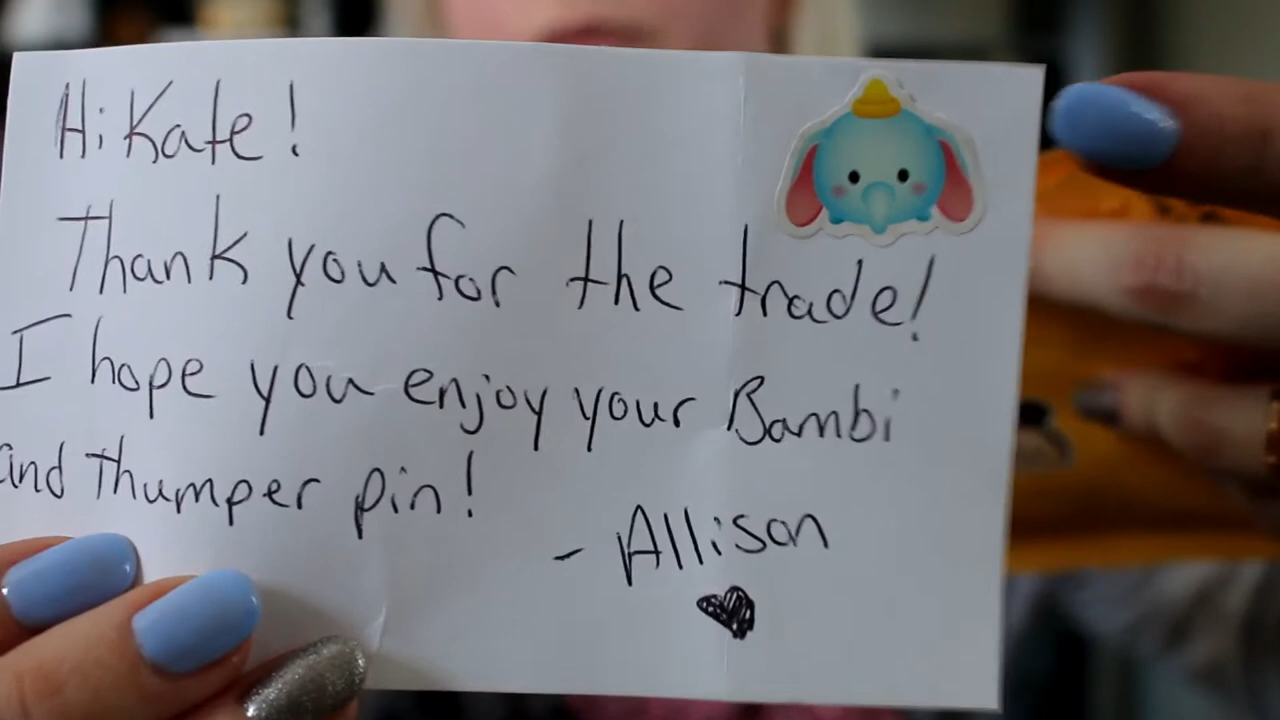 Hi Kate!
Thank you for the trade!
I hope you enjoy your Bambi
and Thumper pin!
- Allison